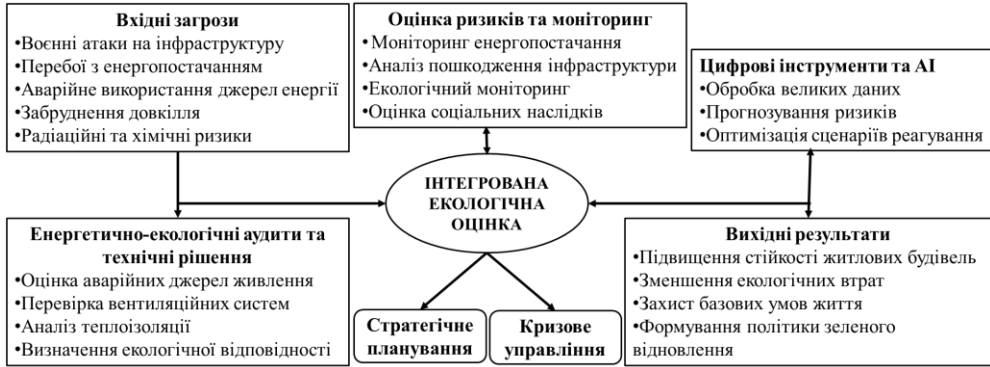 Вхідні загрози
•Воєнні атаки на інфраструктуру
•Перебої з енергопостачанням
•Аварійне використання джерел енергії
•Забруднення довкілля
•Радіаційні та хімічні ризики
Оцінка ризиків та моніторинг
•Моніторинг енергопостачання
•Аналіз пошкодження інфраструктури
•Екологічний моніторинг
•Оцінка соціальних наслідків
Цифрові інструменти та AI
•Обробка великих даних
•Прогнозування ризиків
•Оптимізація сценаріїв реагування
ІНТЕГРОВАНА
ЕКОЛОГІЧНА
ОЦІНКА
Енергетично-екологічні аудити та
технічні рішення
•Оцінка аварійних джерел живлення
•Перевірка вентиляційних систем
•Аналіз теплоізоляції
•Визначення екологічної відповідності
Стратегічне
планування
Кризове
управління
Вихідні результати
•Підвищення стійкості житлових будівель
•Зменшення екологічних втрат
•Захист базових умов життя
•Формування політики зеленого
відновлення